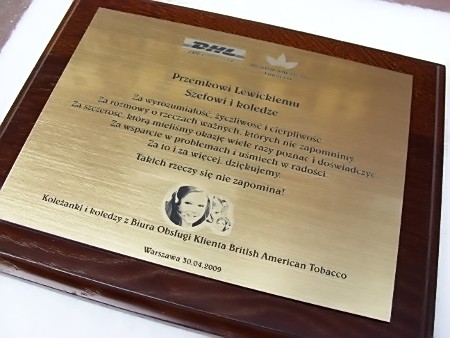 DHL
Przemkowi Lewickiemu
Szefowi i koledze
Za wyrozumiałość, życzliwość i cierpliwość
Za rozmowy o rzeczach ważnych, których nie zapomnimy
Za szczerość, którą mieliśmy okazję wiele razy poznać i doświadczyć
Za wsparcie w problemach i uśmiech w radości
Za to i za więcej, dziękujemy.
Takich rzeczy się nie zapomina!
Koleżanki i koledzy z Biura Obsługi Klienta British American Tobacco
Warszawa 30.04.2009